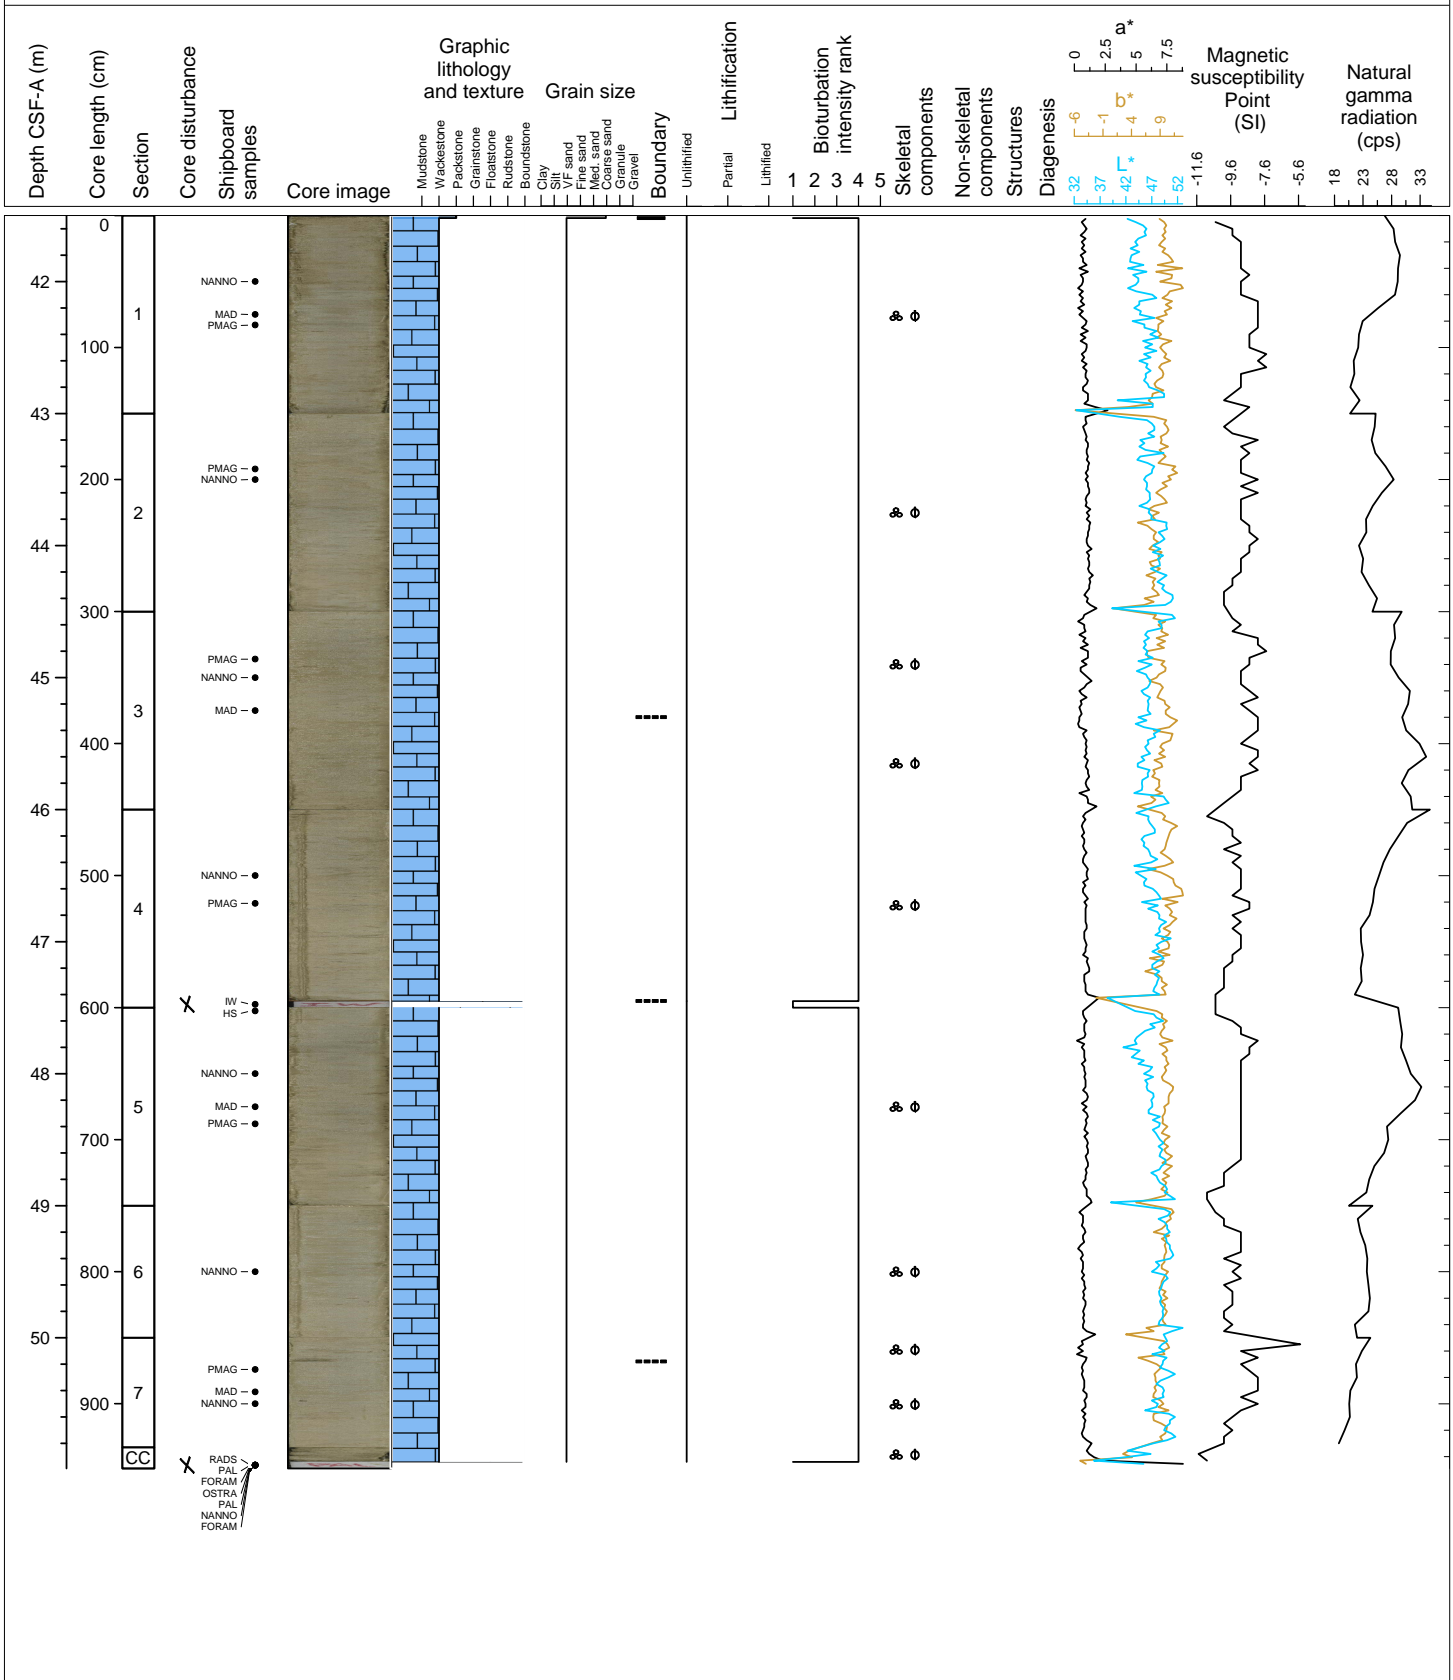 Depth CSF-A (m)
Core length (cm)
Section
Core disturbance
Shipboard
samples
Core image
Graphic
lithology
and texture
Mudstone
Wackestone
Packstone
Grainstone
Floatstone
Rudstone
Boundstone
Grain size
Clay
Silt
VF sand
Fine sand
Med. sand
Coarse sand
Granule
Gravel
Boundary
Lithification
Unlithified
Partial
Lithified
Bioturbation
intensity rank
1 2 3 4 5
Skeletal
components
Non-skeletal
components
Structures
Diagenesis
a*
0 2.5 5 7.5
b*
-6 -1 4 9
L*
32 37 42 47 52
Magnetic
susceptibility
Point
(SI)
-11.6 -9.6 -7.6 -5.6
Natural
gamma
radiation
(cps)
18 23 28 33
0
42
NANNO
1
MAD
PMAG
100
43
PMAG
200
NANNO
2
44
300
PMAG
45
NANNO
3
MAD
400
46
500
NANNO
4
PMAG
47
IW
600
HS
48
NANNO
5
MAD
PMAG
700
49
6
800
NANNO
50
PMAG
7
MAD
900
NANNO
CC
RADS
PAL
FORAM
OSTRA
PAL
NANNO
FORAM